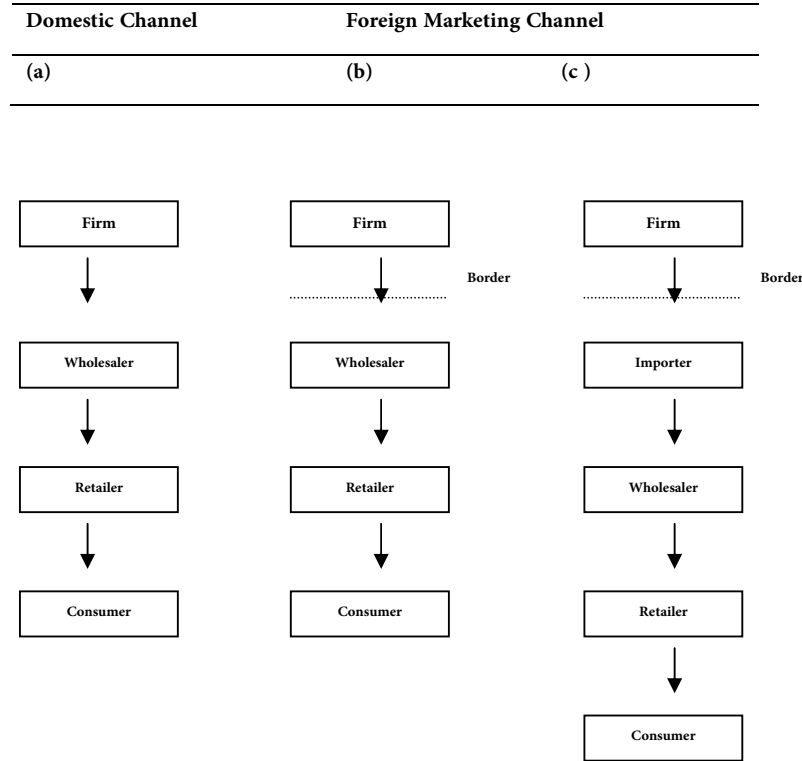 Domestic Channel Foreign Marketing Channel
(a) (b) (c )
Firm Firm Firm
Border Border
Wholesaler Wholesaler Importer
Retailer Retailer Wholesaler
Consumer Consumer Retailer
Consumer